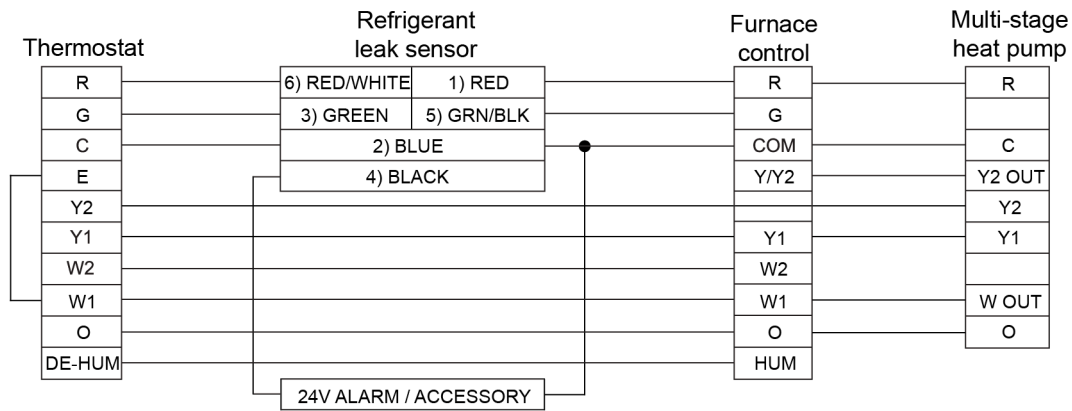 Thermostat
Refrigerant
leak sensor
Furnace
control
Multi-stage
heat pump
R
6) RED/WHITE
1) RED
R
R
G
3) GREEN
5) GRN/BLK
G
C
2) BLUE
COM
C
E
4) BLACK
Y/Y2
Y2 OUT
Y2
Y2
Y1
Y1
Y1
W2
W2
W1
W1
W OUT
O
O
O
DE-HUM
HUM
24V ALARM / ACCESSORY